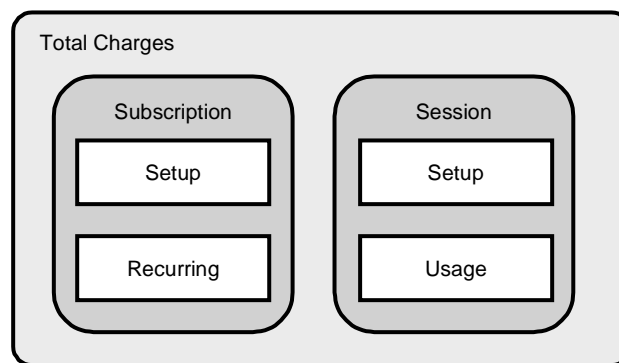 Total Charges
Subscription
Setup
Recurring
Session
Setup
Usage